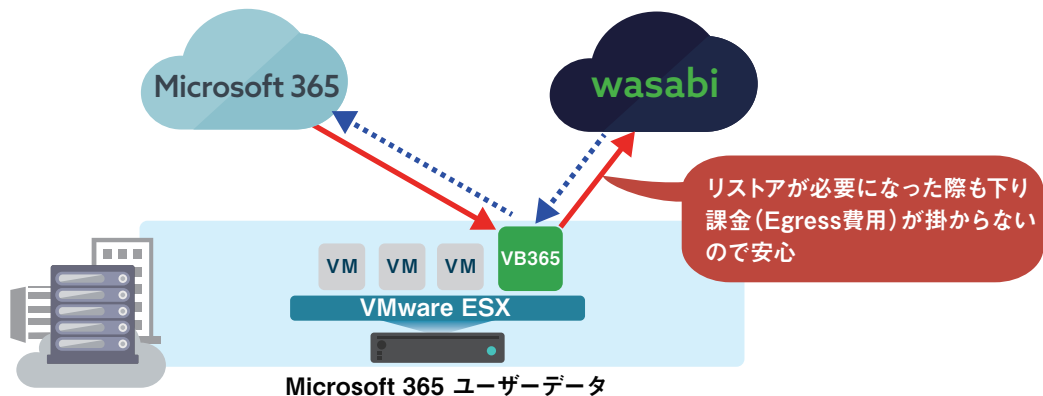 Microsoft 365
wasabi
リストアが必要になった際も下り
課金(Egress費用)が掛からない
ので安心
VM
VM
VM
VB365
VMware ESX
Microsoft 365 ユーザーデータ